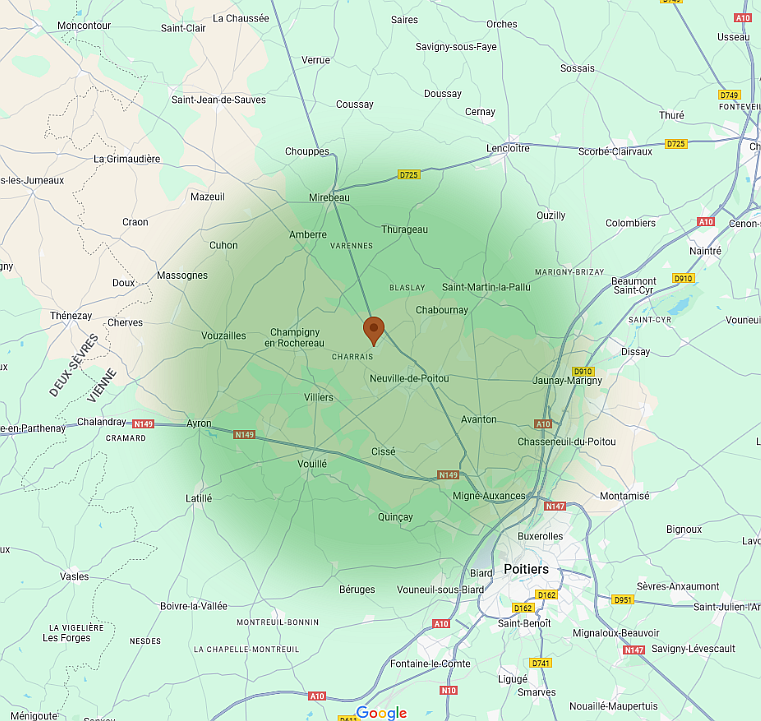 La Chaussée
Saires
Orches
A10
Moncontour
Saint-Clair
Usseau
Savigny-sous-Faye
Verrue
Sossais
Doussay
D749
Saint-Jean-de-Sauves
Coussay
Cernay
Thuré
FONTEVEI
D725
Lencloître
Scorbé-Clairvaux
Chouppes
La Grimaudière
D725
s-les-Jumeaux
Mazeuil
Mirebeau
Ouzilly
Craon
Thurageau
Colombiers
A10
Cenon-s
Amberre
VARENNES
Cuhon
Naintré
Massognes
MARIGNY-BRIZAY
Doux
BLASLAY
Saint-Martin-la-Pallu
Beaumont
Saint-Cyr
D910
Thénezay
Cherves
Chabournay
SAINT-CYR
Vouneui
Vouzailles
Champigny
en Rochereau
Dissay
CHARRAIS
DEUX-SÈVRES
VIENNE
Neuville-de-Poitou
D910
Jaunay-Marigny
Villiers
Chalandray
N149
Ayron
Avanton
A10
e-en-Parthenay
CRAMARD
N149
Chasseneuil-du-Poitou
Cissé
Vouillé
N149
Latillé
Migné-Auxances
Montamisé
N147
Quinçay
Buxerolles
Bignoux
Vasles
Biard
Poitiers
Béruges
Vouneuil-sous-Biard
Sèvres-Anxaumont
D162
D951
Boivre-la-Vallée
D162
Saint-Julien-l'A
LA VIGELIÈRE
MONTREUIL-BONNIN
A10
Saint-Benoît
Les Forges
NESDES
Mignaloux-Beauvoir
LA CHAPELLE-MONTREUIL
N147
Savigny-Lévescault
Fontaine-le-Comte
D741
Ligugé
A10
N10
Smarves
Ménigoute
Google
Nouaillé-Maupertuis